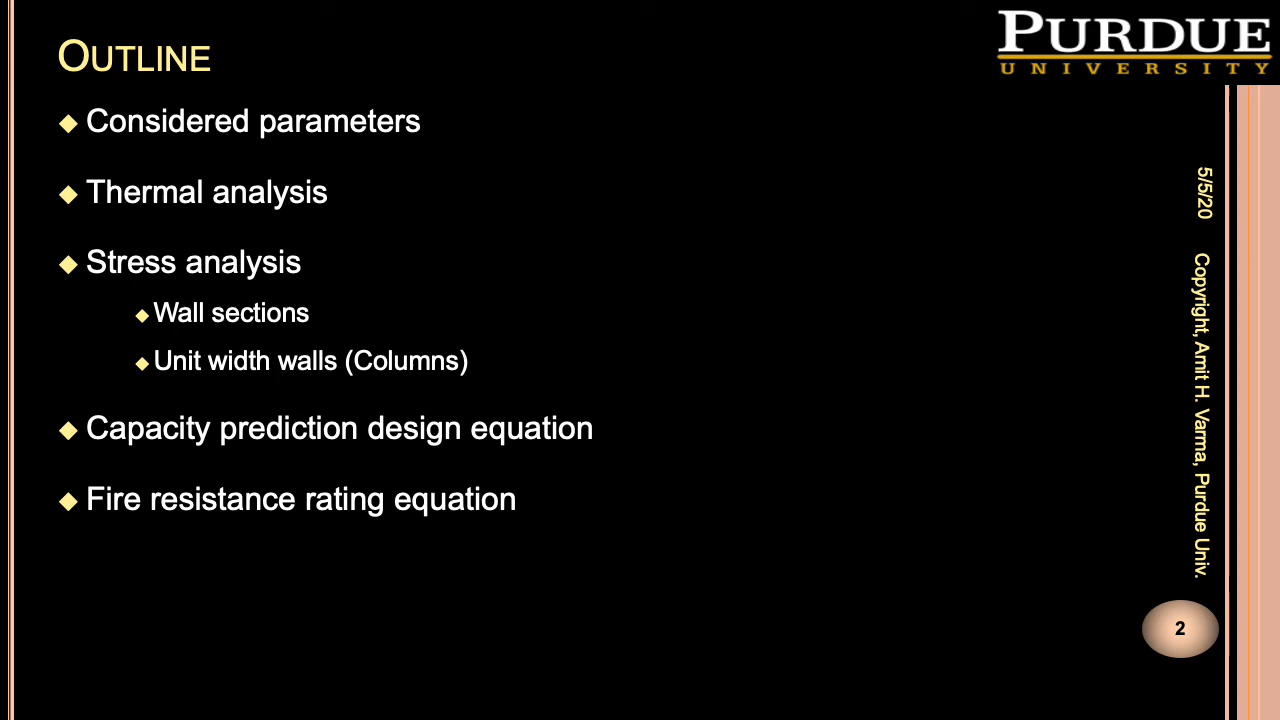 OUTLINE
PURDUE
UNIVERSITY
Considered parameters
Thermal analysis
Stress analysis
Wall sections
Unit width walls (Columns)
Capacity prediction design equation
Fire resistance rating equation
5/5/20
Copyright, Amit H. Varma, Purdue Univ.
2